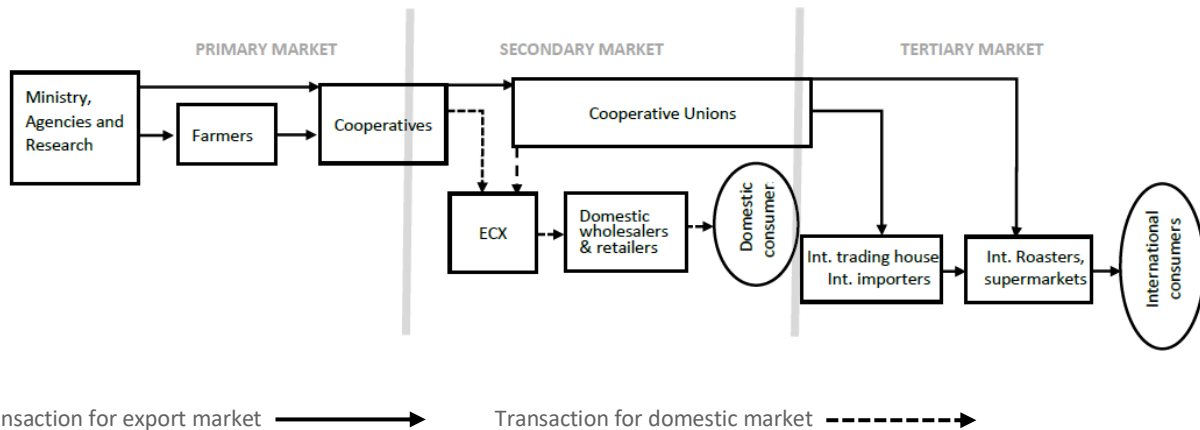 PRIMARY MARKET
SECONDARY MARKET
TERTIARY MARKET
Ministry,
Agencies and
Research
Farmers
Cooperatives
Cooperative Unions
ECX
Domestic
wholesalers
& retailers
Domestic
consumer
Int. trading house
Int. importers
Int. Roasters,
supermarkets
International
consumers
nsaction for export market
Transaction for domestic market